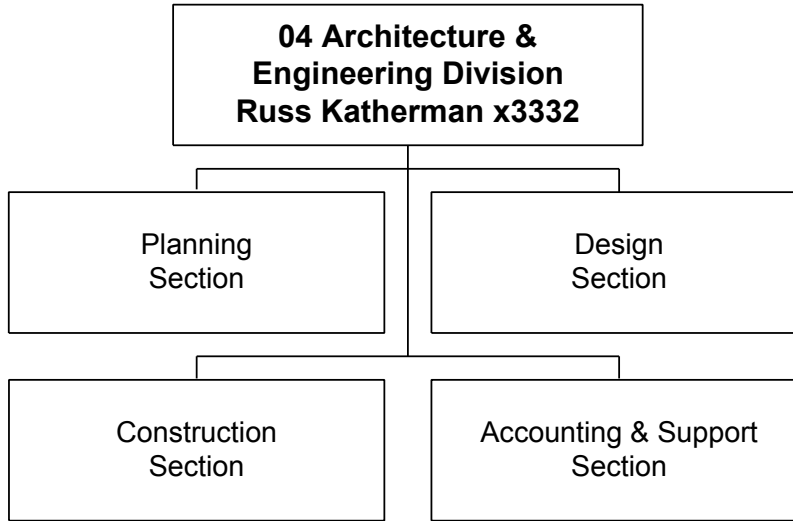 04 Architecture &
Engineering Division
Russ Katherman x3332
Planning
Section
Design
Section
Construction
Section
Accounting & Support
Section